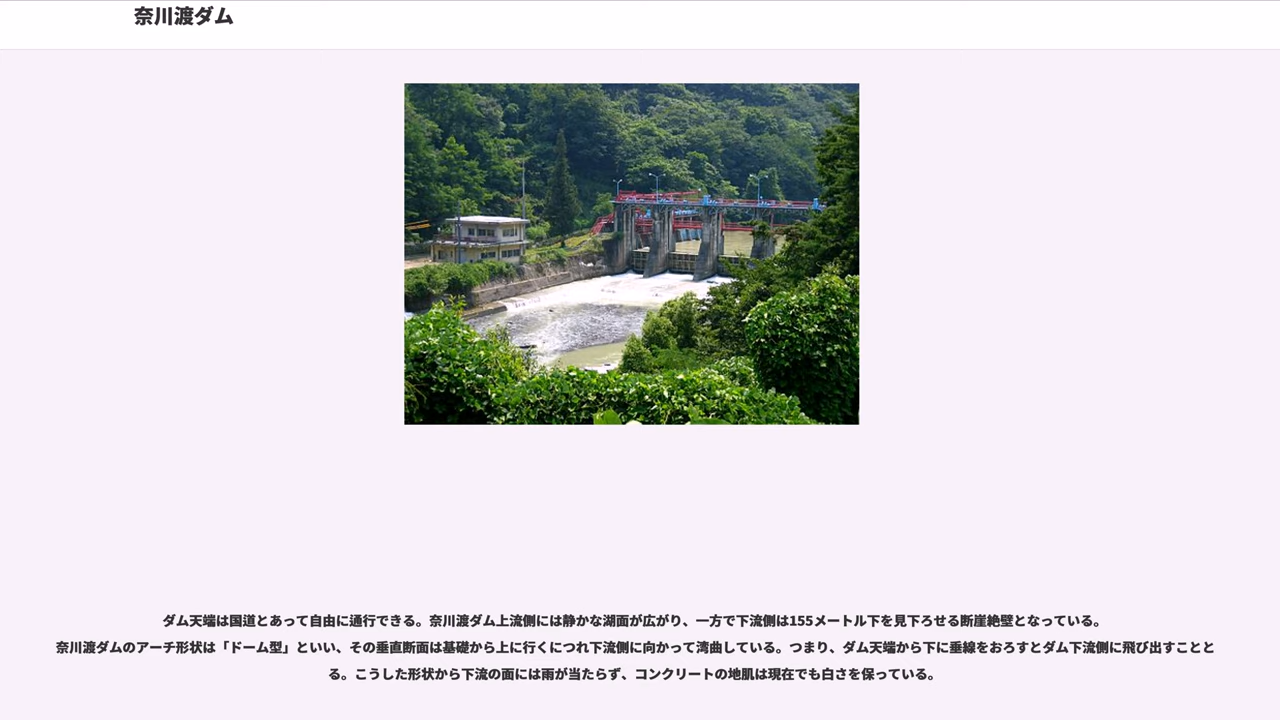 奈川渡ダム
ダム天端は国道とあって自由に通行できる。奈川渡ダム上流側には静かな湖面が広がり、一方で下流側は155メートル下を見下ろせる断崖絶壁となっている。
奈川渡ダムのアーチ形状は「ドーム型」といい、その垂直断面は基礎から上に行くにつれ下流側に向かって湾曲している。つまり、ダム天端から下に垂線をおろすとダム下流側に飛び出すことと
る。こうした形状から下流の面には雨が当たらず、コンクリートの地肌は現在でも白さを保っている。